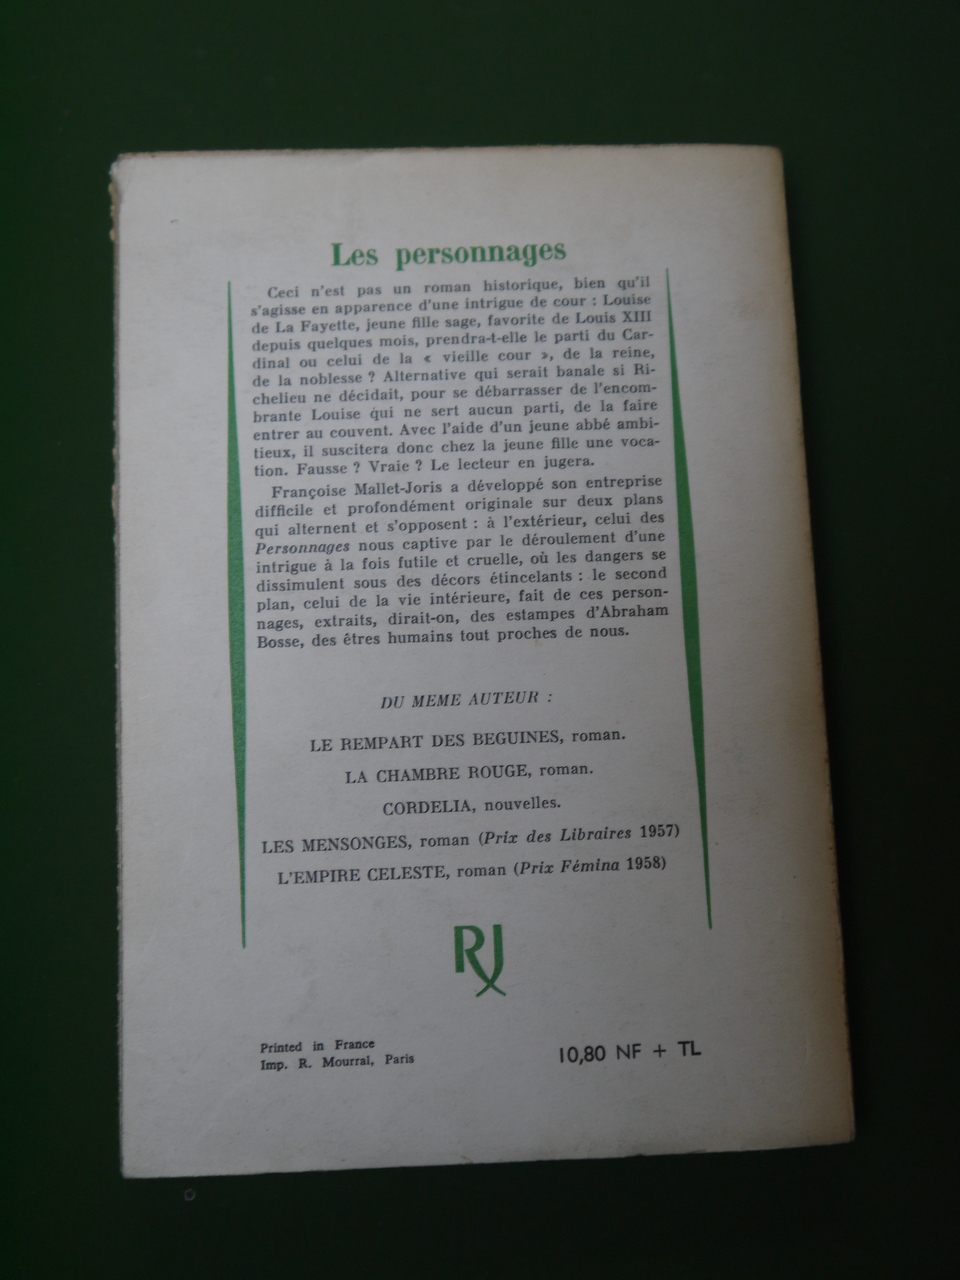 Les personnages
Ceci n'est pas un roman historique, bien qu'il
s'agisse en apparence d'une intrigue de cour : Louise
de La Fayette, jeune fille sage, favorite de Louis XIII
depuis quelques mois, prendra-t-elle le parti du Car-
dinal ou celui de la « vieille cour », de la reine,
de la noblesse ? Alternative qui serait banale si Ri-
chelieu ne décidait, pour se débarrasser de l'encom-
brante Louise qui ne sert aucun parti, de la faire
entrer au couvent. Avec l'aide d'un jeune abbé ambi-
tieux, il suscitera donc chez la jeune fille une voca-
tion. Fausse ? Vraie ? Le lecteur en jugera.
Françoise Mallet-Joris a développé son entreprise
difficile et profondément originale sur deux plans
qui alternent et s'opposent : à l'extérieur, celui des
Personnages nous captive par le déroulement d'une
intrigue à la fois futile et cruelle, où les dangers se
dissimulent sous des décors étincelants : le second
plan, celui de la vie intérieure, fait de ces person-
nages, extraits, dirait-on, des estampes d'Abraham
Bosse, des êtres humains tout proches de nous.
DU MEME AUTEUR :
LE REMPART DES BEGUINES, roman.
LA CHAMBRE ROUGE, roman.
CORDELIA, nouvelles.
LES MENSONGES, roman (Prix des Libraires 1957)
L'EMPIRE CELESTE, roman (Prix Fémina 1958)
RJ
Printed in France
Imp. R. Mourral, Paris
10,80 NF + TL